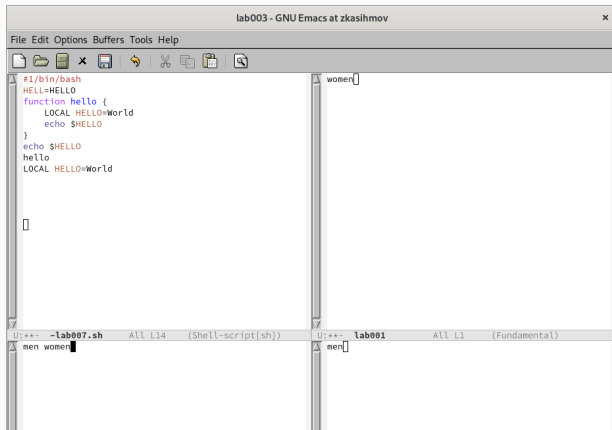 lab003 - GNU Emacs at zkasihmov
File Edit Options Buffers Tools Help
#1/bin/bash
HELL=HELLO
function hello {
    LOCAL HELLO=World
    echo $HELLO
}
echo $HELLO
hello
LOCAL HELLO=World
U:**- ~lab007.sh All L14 (Shell-script[sh])
women
U:**- lab001 All L1 (Fundamental)
men women
men